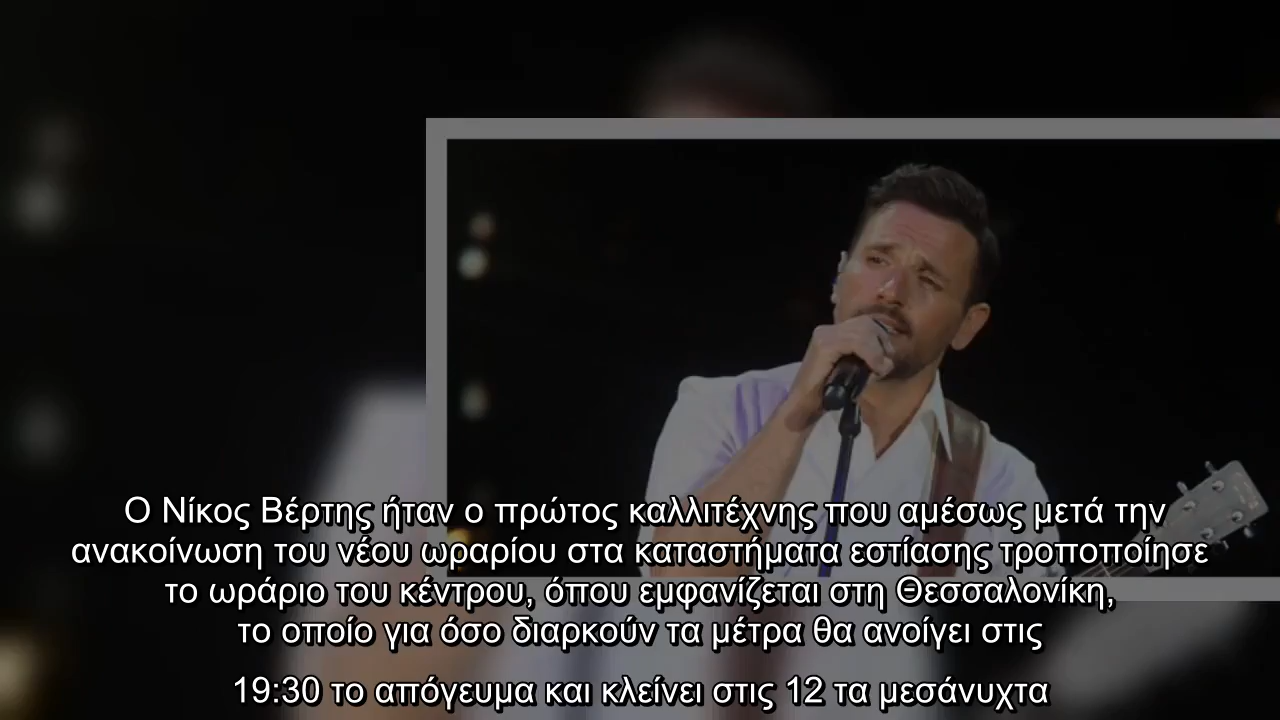 Ο Νίκος Βέρτης ήταν ο πρώτος καλλιτέχνης που αμέσως μετά την
ανακοίνωση του νέου ωραρίου στα καταστήματα εστίασης τροποποίησε
το ωράριο του κέντρου, όπου εμφανίζεται στη Θεσσαλονίκη,
το οποίο για όσο διαρκούν τα μέτρα θα ανοίγει στις
19:30 το απόγευμα και κλείνει στις 12 τα μεσάνυχτα